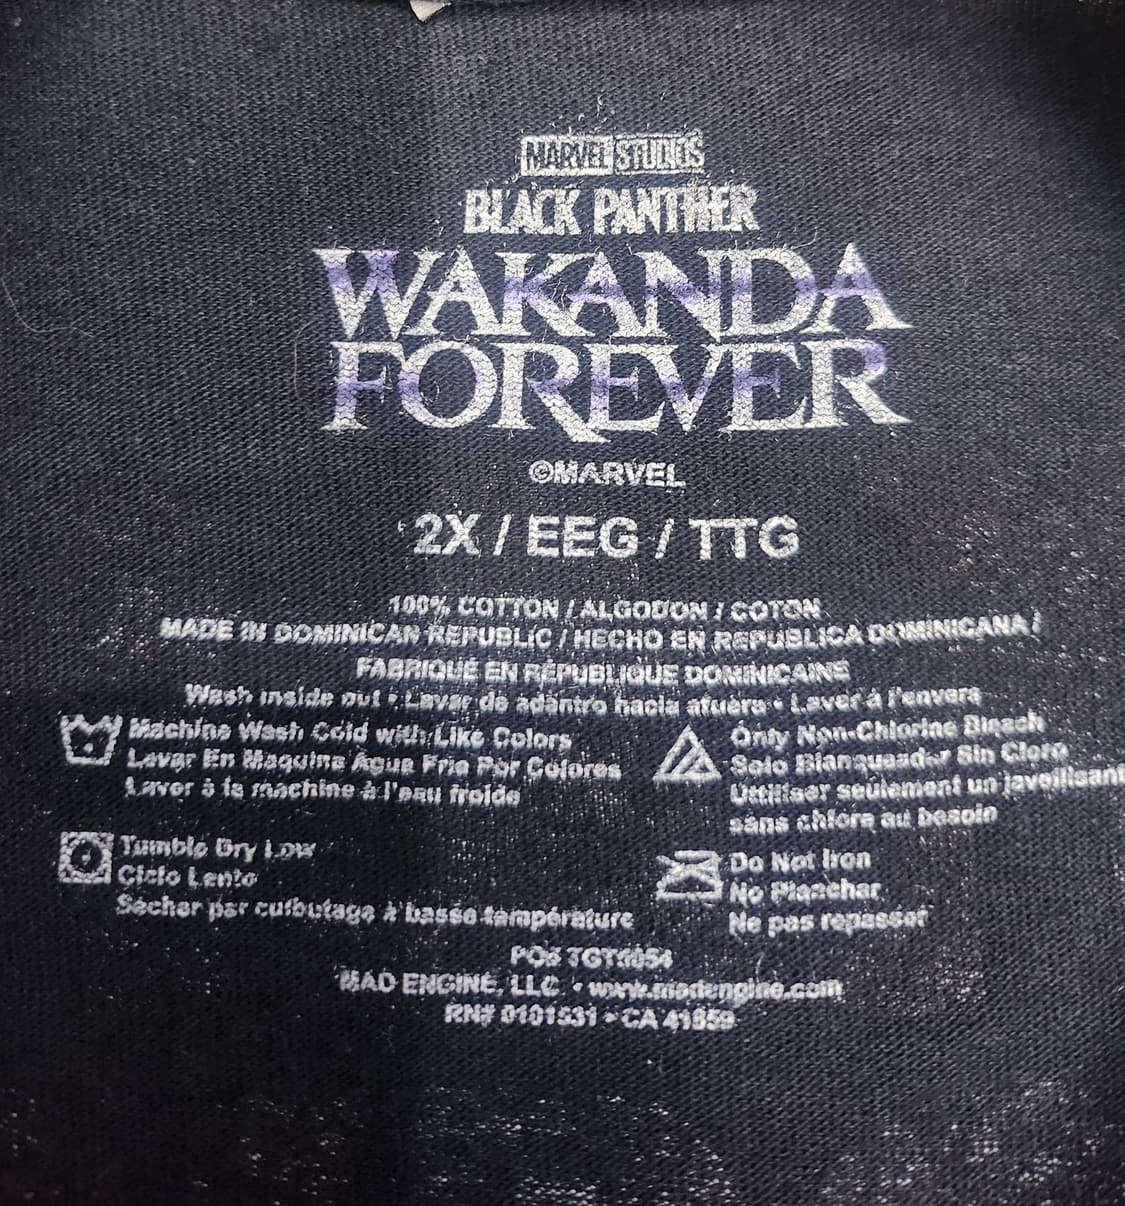 MARVEL STUDIOS
BLACK PANTHER
WAKANDA
FOREVER
©MARVEL
2X / EEG / TTG
100% COTTON / ALGODON / COTON
MADE IN DOMINICAN REPUBLIC / HECHO EN REPUBLICA DOMINICANA /
FABRIQUÉ EN RÉPUBLIQUE DOMINICAINE
Wash inside out • Lavar de adantro hacia afuera • Laver à l'envers
Machine Wash Cold with Like Colors
Lavar En Maquina Agua Fria Por Colores
Laver à la machine à l'eau froide
Only Non-Chlorine Bleach
Solo Blanqueador Sin Cloro
seulement un javellisant
sans chlore au besoin
Tumble Dry Low
Ciclo Lento
Sécher par culbutage à basse température
Do Not Iron
No Planchar
Ne pas repasser
MAD ENGINE, LLC • www.madengine.com
RN# 0101531 • CA